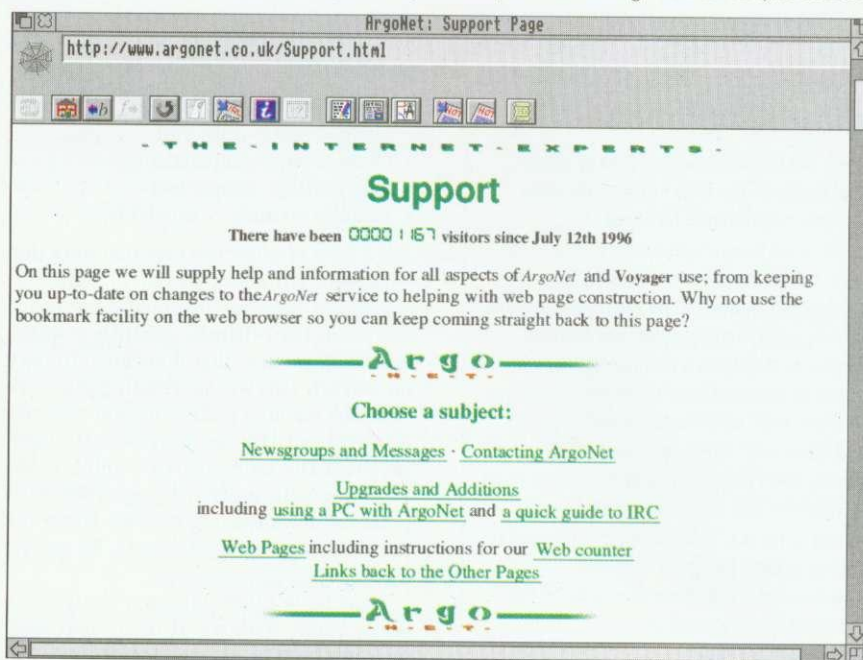 ArgoNet: Support Page
http://www.argonet.co.uk/Support.html
-THE-INTERNET-EXPERTS-
Support
There have been 00001167 visitors since July 12th 1996
On this page we will supply help and information for all aspects of ArgoNet and Voyager use; from keeping
you up-to-date on changes to theArgoNet service to helping with web page construction. Why not use the
bookmark facility on the web browser so you can keep coming straight back to this page?
Argo
-N-E-T-
Choose a subject:
Newsgroups and Messages · Contacting ArgoNet
Upgrades and Additions
including using a PC with ArgoNet and a quick guide to IRC
Web Pages including instructions for our Web counter
Links back to the Other Pages
Argo
-N-E-T-